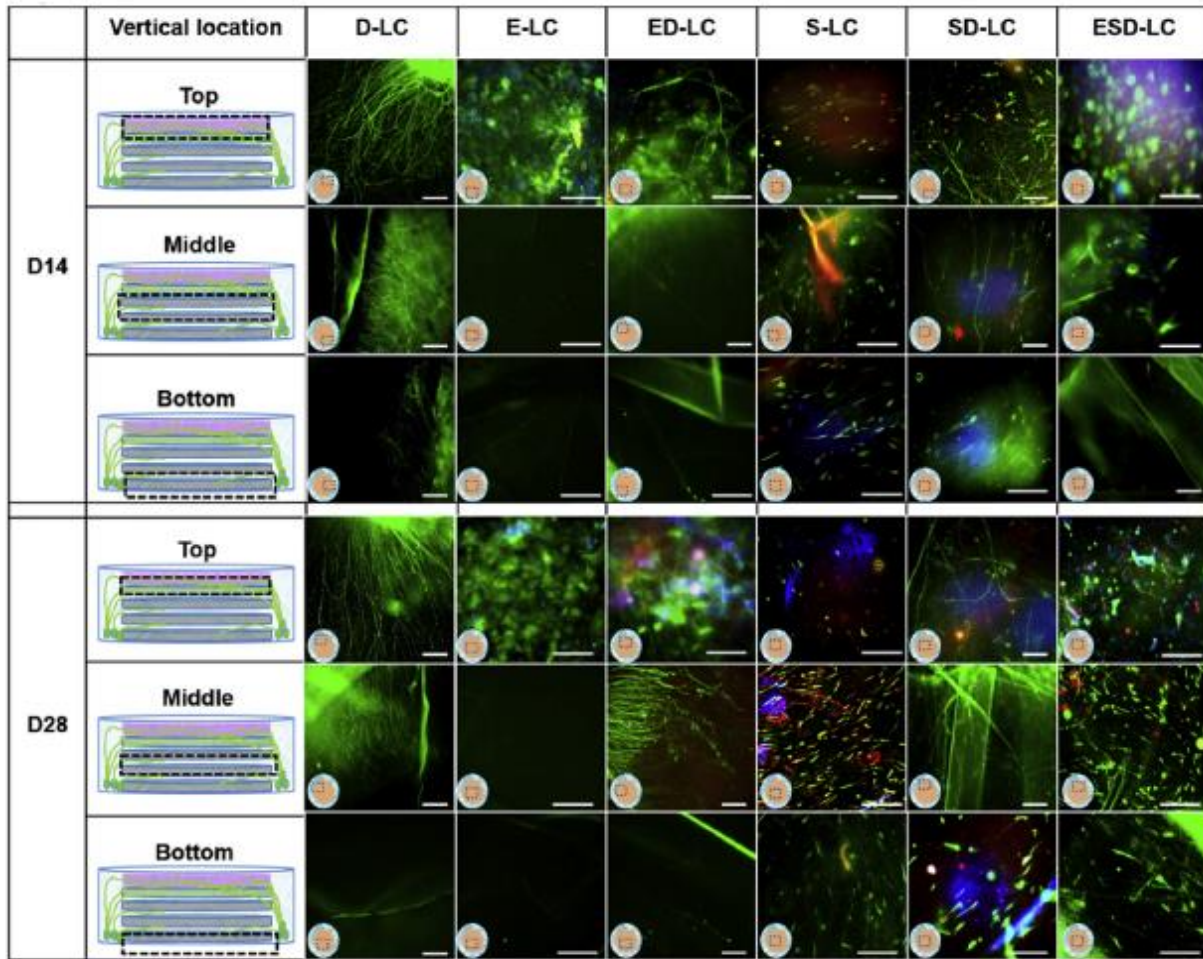 Vertical location D-LC E-LC ED-LC S-LC SD-LC ESD-LC
Top
D14
Middle
Bottom
Top
D28
Middle
Bottom